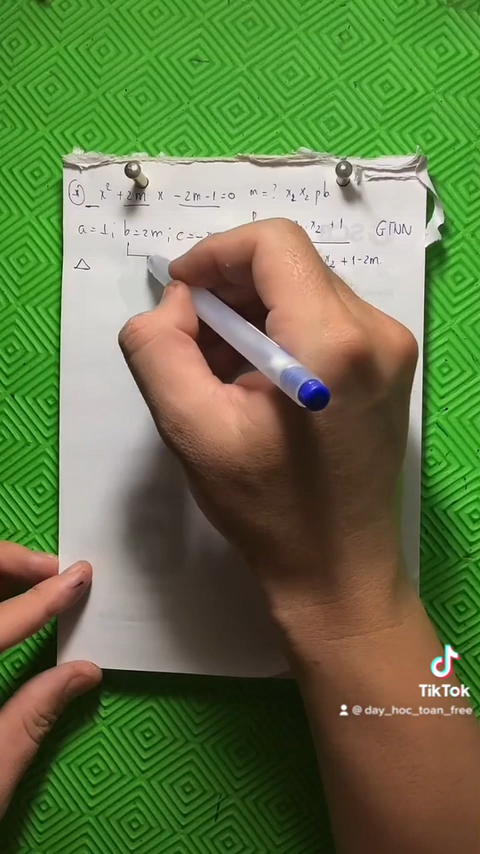 x² + 2m x - 2m - 1 = 0 m = ? x₁ x₂ pb
x₂ + 1 GTNN
a = 1; b = 2m; c = -
x₂ + 1 - 2m
Δ
TikTok
@day_hoc_toan_free